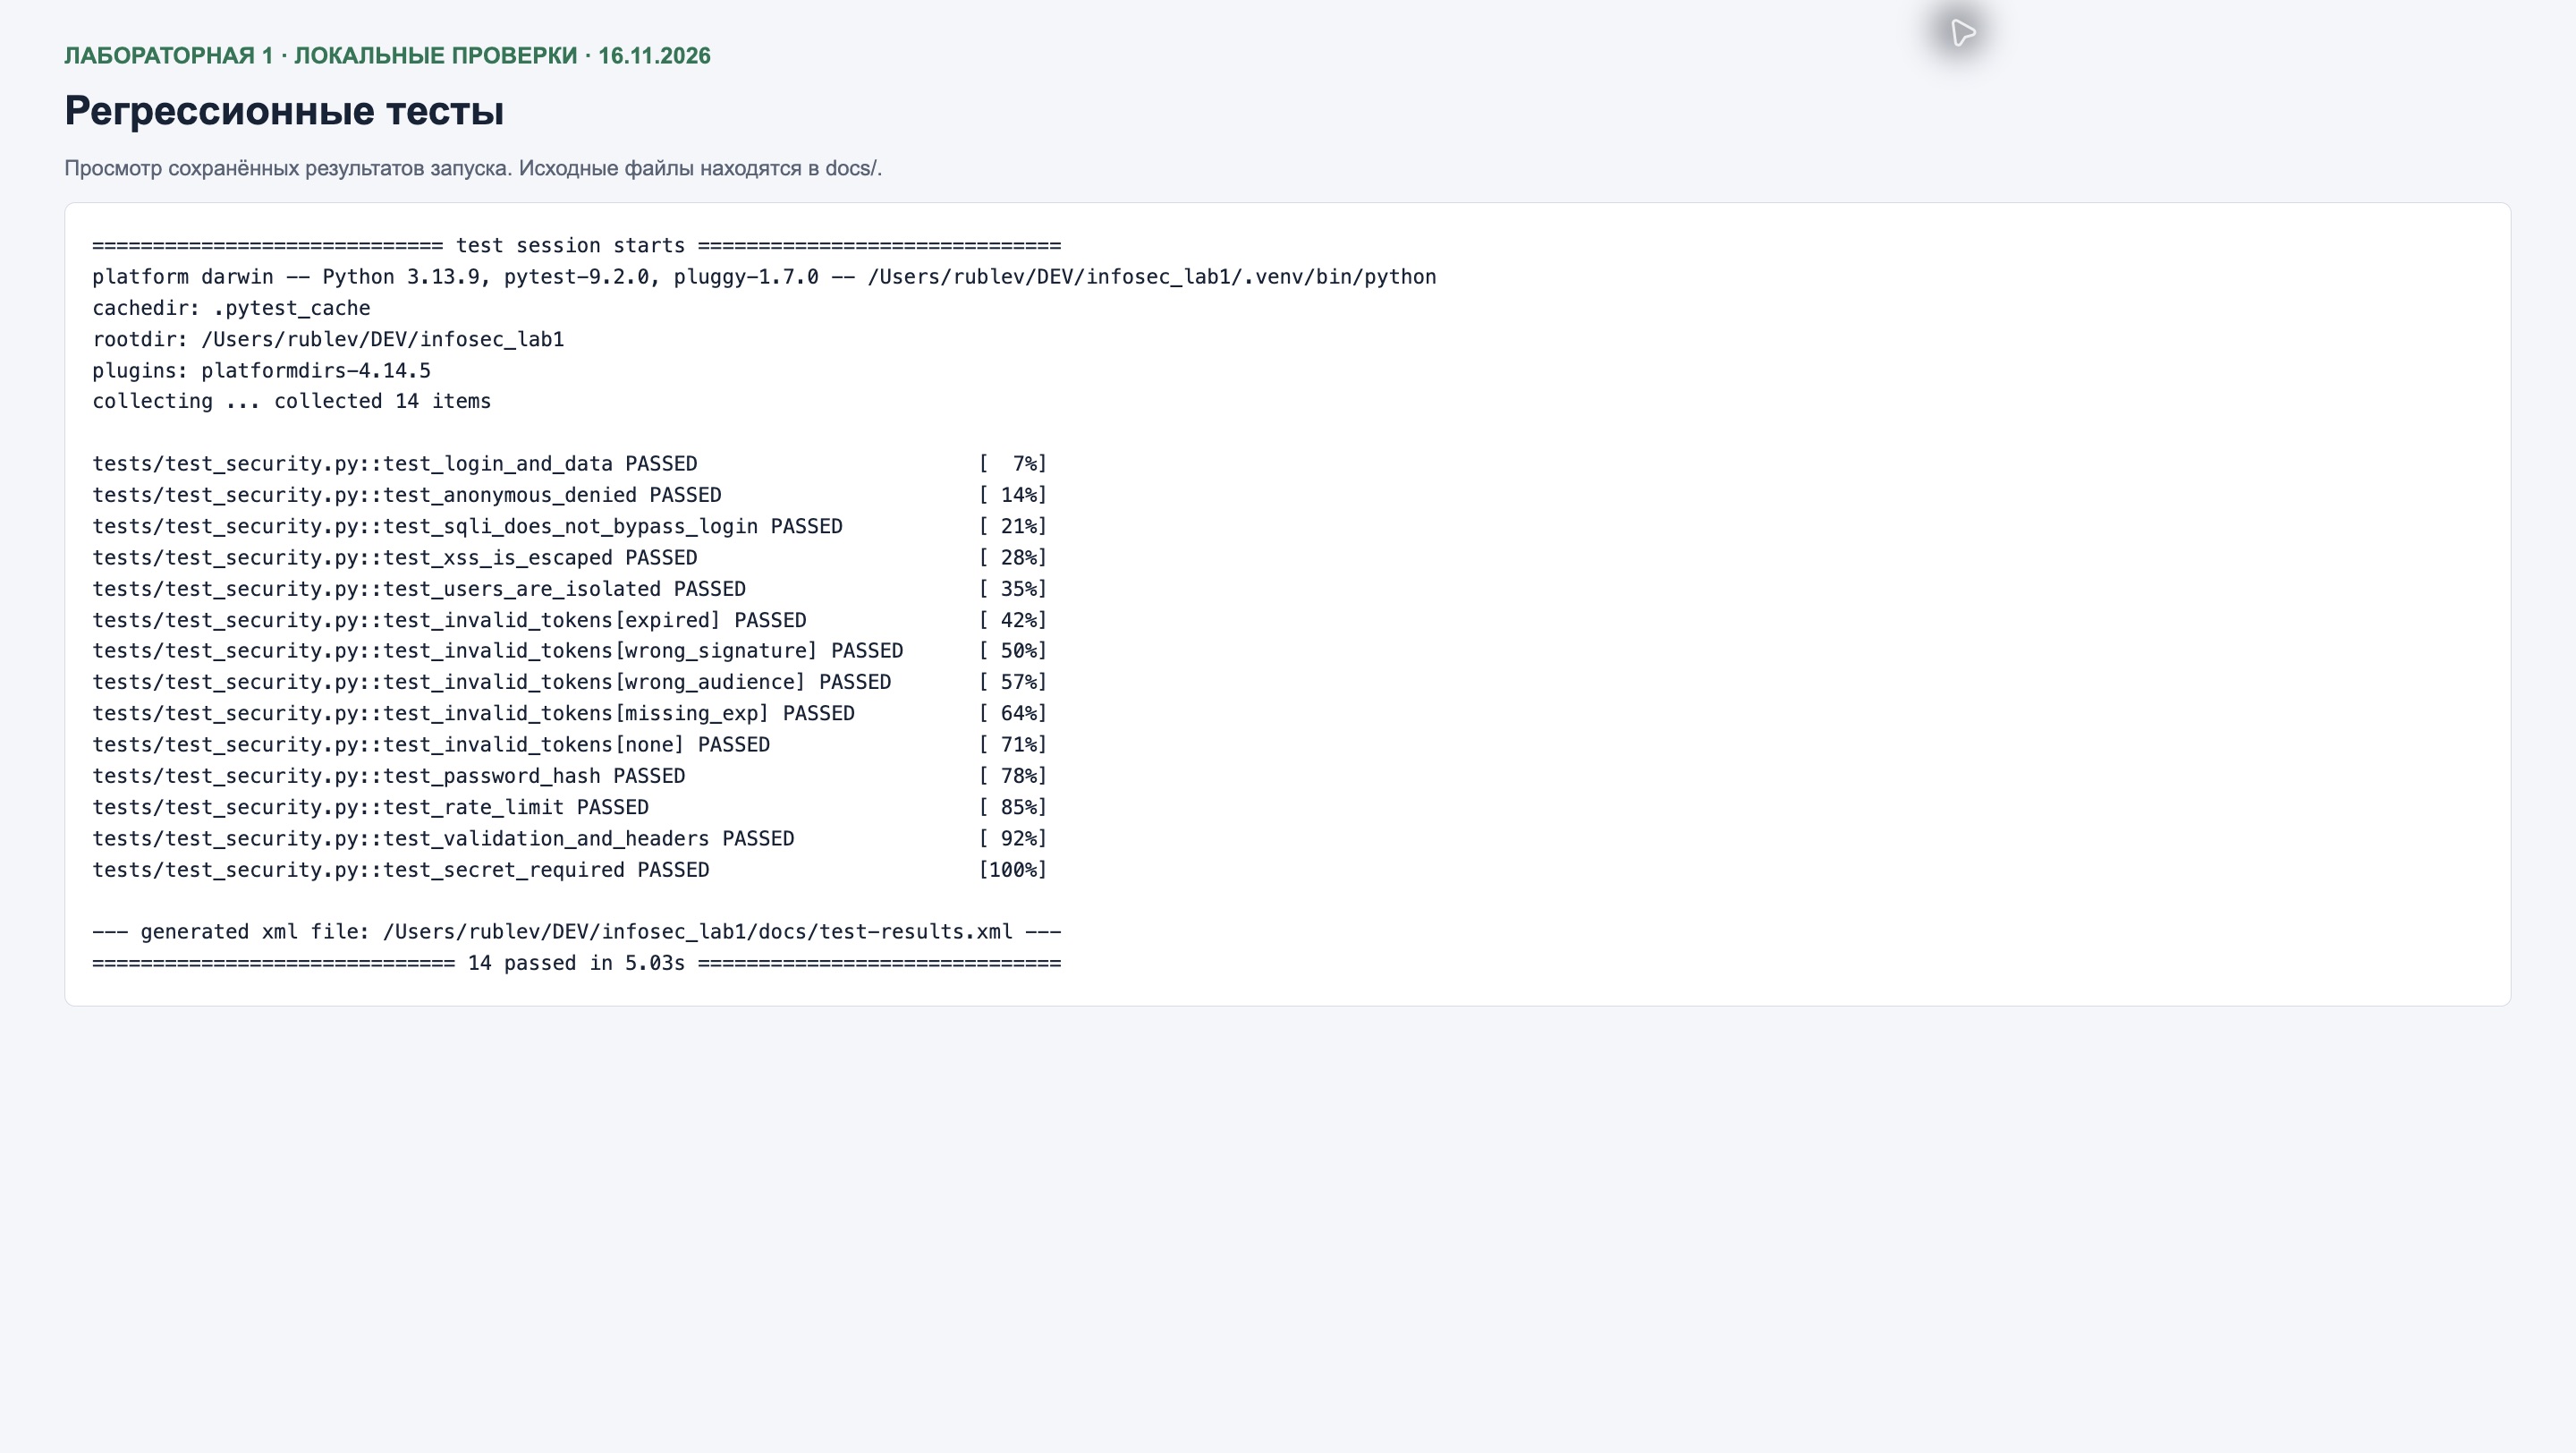 ЛАБОРАТОРНАЯ 1 · ЛОКАЛЬНЫЕ ПРОВЕРКИ · 16.11.2026
Регрессионные тесты
Просмотр сохранённых результатов запуска. Исходные файлы находятся в docs/.
============================= test session starts ==============================
platform darwin -- Python 3.13.9, pytest-9.2.0, pluggy-1.7.0 -- /Users/rublev/DEV/infosec_lab1/.venv/bin/python
cachedir: .pytest_cache
rootdir: /Users/rublev/DEV/infosec_lab1
plugins: platformdirs-4.14.5
collecting ... collected 14 items
tests/test_security.py::test_login_and_data PASSED                       [  7%]
tests/test_security.py::test_anonymous_denied PASSED                     [ 14%]
tests/test_security.py::test_sqli_does_not_bypass_login PASSED           [ 21%]
tests/test_security.py::test_xss_is_escaped PASSED                       [ 28%]
tests/test_security.py::test_users_are_isolated PASSED                   [ 35%]
tests/test_security.py::test_invalid_tokens[expired] PASSED              [ 42%]
tests/test_security.py::test_invalid_tokens[wrong_signature] PASSED      [ 50%]
tests/test_security.py::test_invalid_tokens[wrong_audience] PASSED       [ 57%]
tests/test_security.py::test_invalid_tokens[missing_exp] PASSED          [ 64%]
tests/test_security.py::test_invalid_tokens[none] PASSED                 [ 71%]
tests/test_security.py::test_password_hash PASSED                        [ 78%]
tests/test_security.py::test_rate_limit PASSED                           [ 85%]
tests/test_security.py::test_validation_and_headers PASSED               [ 92%]
tests/test_security.py::test_secret_required PASSED                      [100%]
--- generated xml file: /Users/rublev/DEV/infosec_lab1/docs/test-results.xml ---
============================== 14 passed in 5.03s ==============================